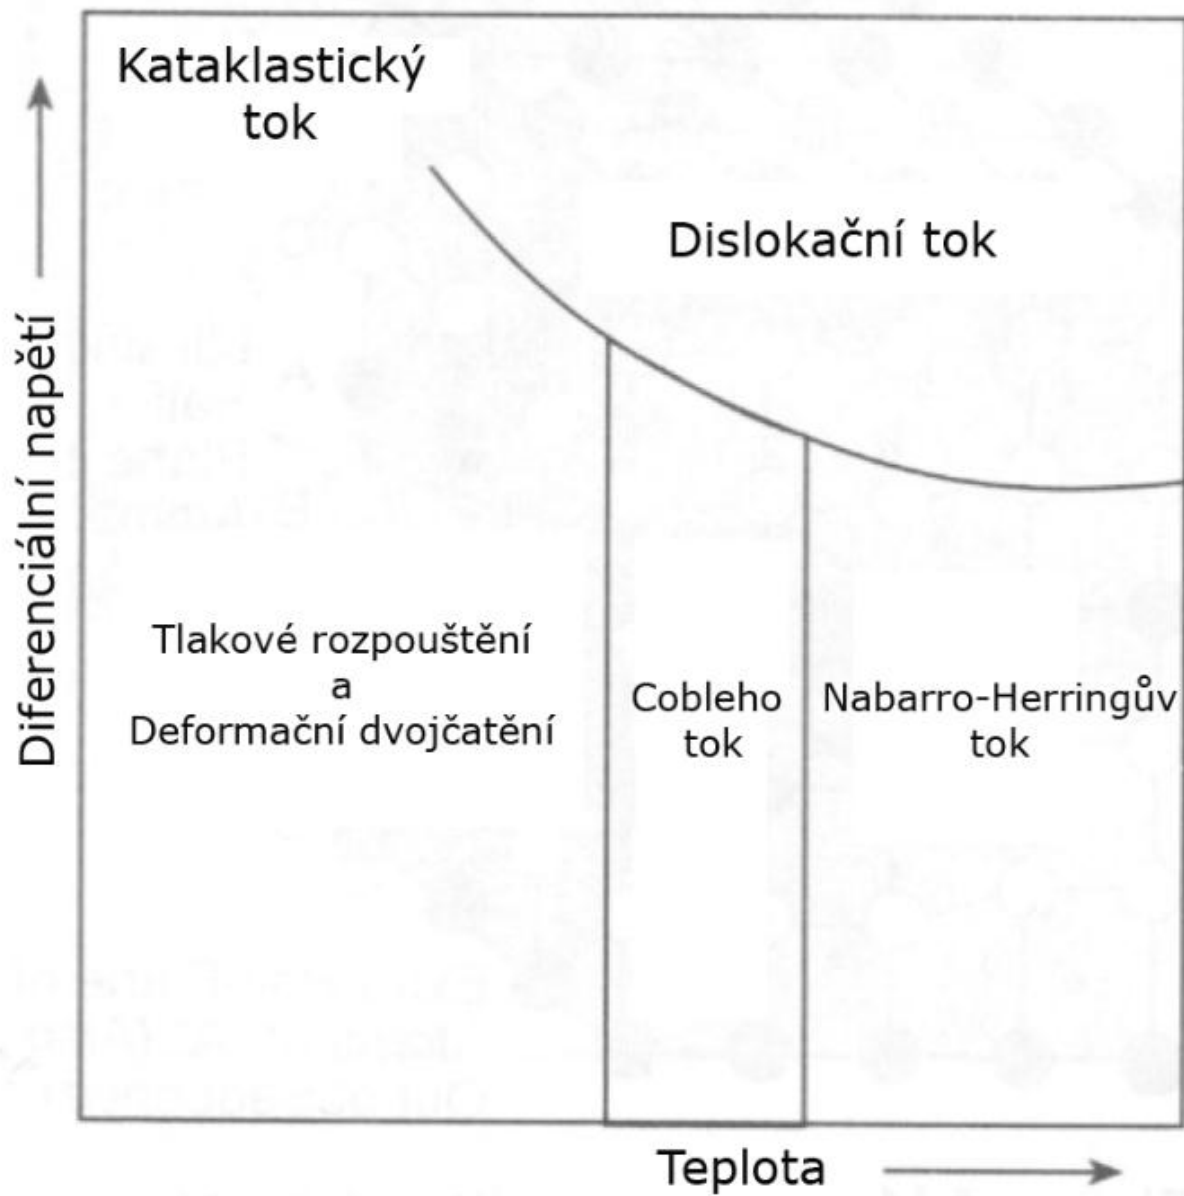 Kataklastický
tok
Dislokační tok
Diferenciální napětí
Tlakové rozpouštění
a
Deformační dvojčatění
Cobleho
tok
Nabarro-Herringův
tok
Teplota